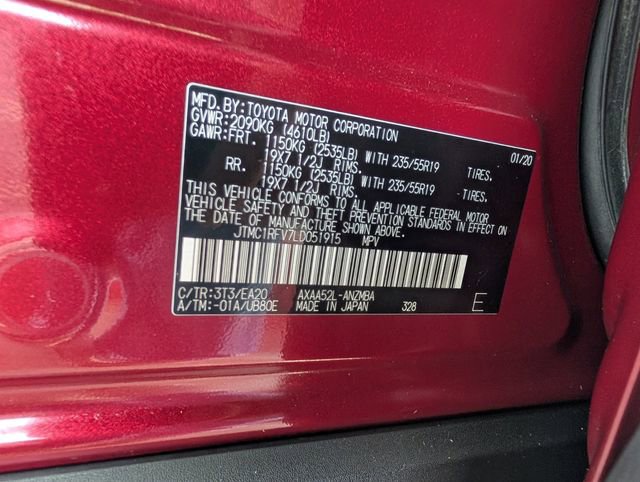 MFD. BY: TOYOTA MOTOR CORPORATION 01/20
GVWR: 2090KG (4610LB)
GAWR: FRT. 1150KG (2535LB) WITH 235/55R19 TIRES.
19X7 1/2J RIMS.
RR. 1150KG (2535LB) WITH 235/55R19 TIRES.
19X7 1/2J RIMS.
THIS VEHICLE CONFORMS TO ALL APPLICABLE FEDERAL MOTOR
VEHICLE SAFETY AND THEFT PREVENTION STANDARDS IN EFFECT ON
THE DATE OF MANUFACTURE SHOWN ABOVE.
JTMC1RFV7LD051915 MPV
C/TR: 3T3/EA20 AXAA52L-ANZMBA
A/TM: -01A/UB80E MADE IN JAPAN 328 E